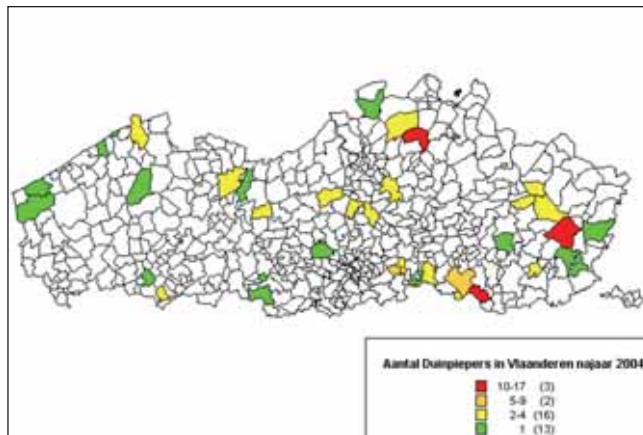 Aantal Duinpiepers in Vlaanderen najaar 2004
10-17 (3)
5-9 (2)
2-4 (16)
1 (13)